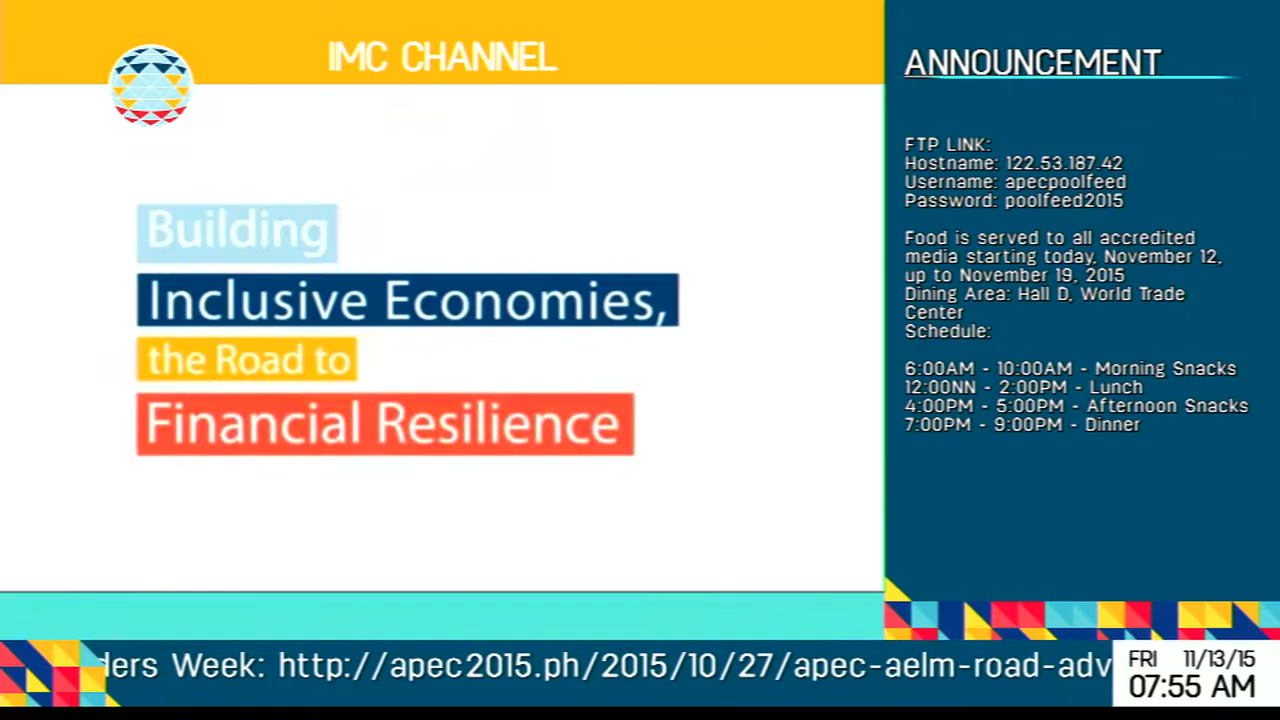 IMC CHANNEL
Building
Inclusive Economies,
the Road to
Financial Resilience
ANNOUNCEMENT
FTP LINK:
Hostname: 122.53.187.42
Username: apecpoolfeed
Password: poolfeed2015
Food is served to all accredited
media starting today, November 12,
up to November 19, 2015
Dining Area: Hall D, World Trade
Center
Schedule:
6:00AM - 10:00AM - Morning Snacks
12:00NN - 2:00PM - Lunch
4:00PM - 5:00PM - Afternoon Snacks
7:00PM - 9:00PM - Dinner
ders Week: http://apec2015.ph/2015/10/27/apec-aelm-road-adv
FRI 11/13/15
07:55 AM